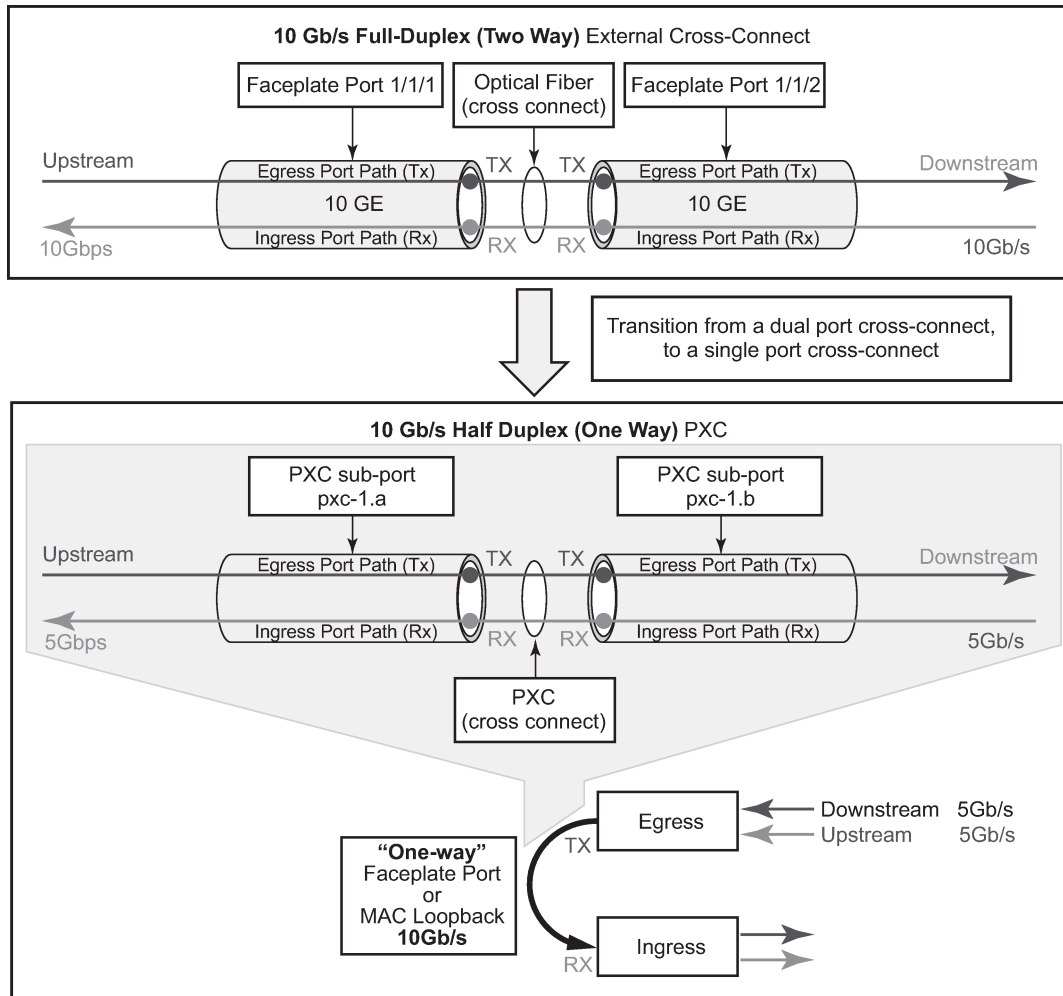 10 Gb/s Full-Duplex (Two Way) External Cross-Connect
Faceplate Port 1/1/1
Optical Fiber
(cross connect)
Faceplate Port 1/1/2
Upstream
Egress Port Path (Tx)
TX
TX
Egress Port Path (Tx)
Downstream
10 GE
10 GE
10Gbps
Ingress Port Path (Rx)
RX
RX
Ingress Port Path (Rx)
10Gb/s
Transition from a dual port cross-connect,
to a single port cross-connect
10 Gb/s Half Duplex (One Way) PXC
PXC sub-port
pxc-1.a
PXC sub-port
pxc-1.b
Upstream
Egress Port Path (Tx)
TX
TX
Egress Port Path (Tx)
Downstream
5Gbps
Ingress Port Path (Rx)
RX
RX
Ingress Port Path (Rx)
5Gb/s
PXC
(cross connect)
Egress
Downstream 5Gb/s
Upstream 5Gb/s
TX
“One-way”
Faceplate Port
or
MAC Loopback
10Gb/s
Ingress
RX